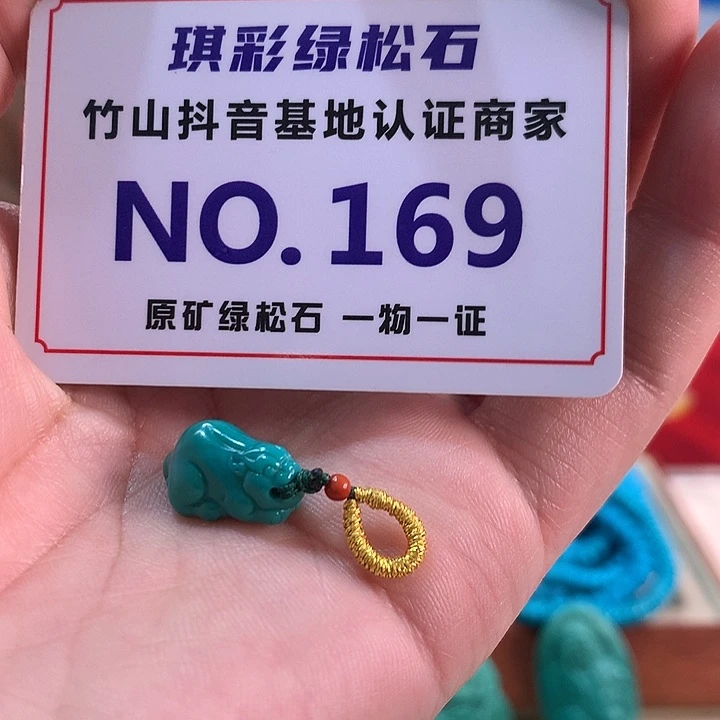 琪彩绿松石
竹山抖音基地认证商家
NO.169
原矿绿松石 一物一证